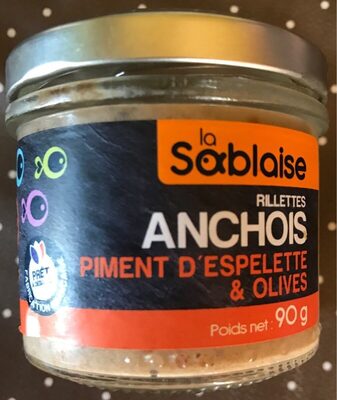 la
Sablaise
RILLETTES
ANCHOIS
PIMENT D'ESPELETTE
& OLIVES
Poids net : 90 g
PRÊT